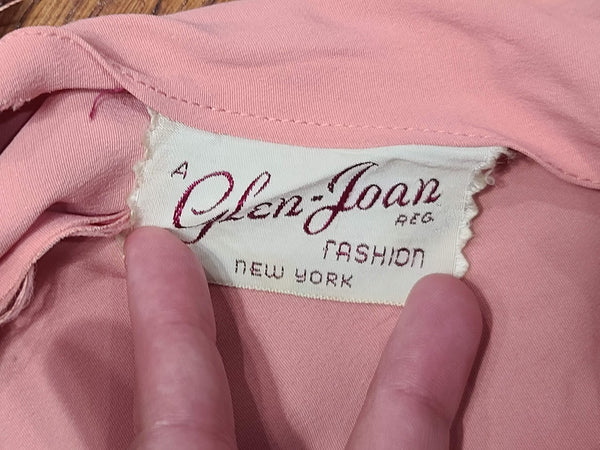 A
Glen-Joan
REG.
FASHION
NEW YORK